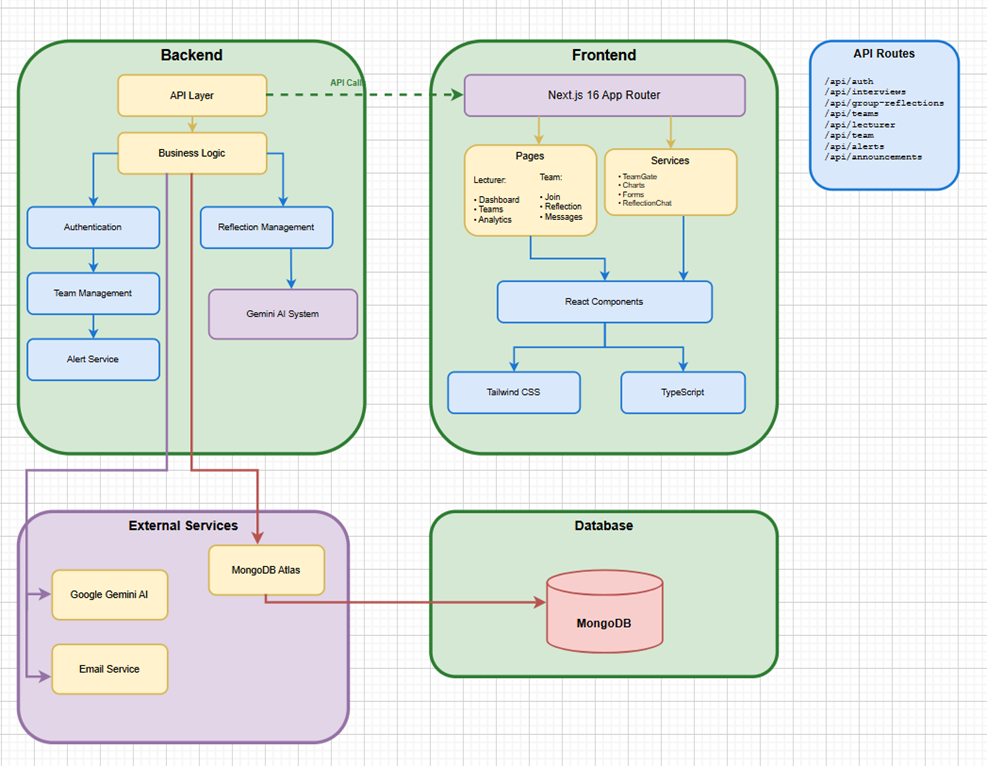 Backend
API Layer
API Call
Business Logic
Authentication
Reflection Management
Team Management
Gemini AI System
Alert Service
Frontend
Next.js 16 App Router
Pages
Lecturer:
• Dashboard
• Teams
• Analytics
Team:
• Join
• Reflection
• Messages
Services
• TeamGate
• Charts
• Forms
• ReflectionChat
React Components
Tailwind CSS
TypeScript
API Routes
/api/auth
/api/interviews
/api/group-reflections
/api/teams
/api/lecturer
/api/team
/api/alerts
/api/announcements
External Services
MongoDB Atlas
Google Gemini AI
Email Service
Database
MongoDB